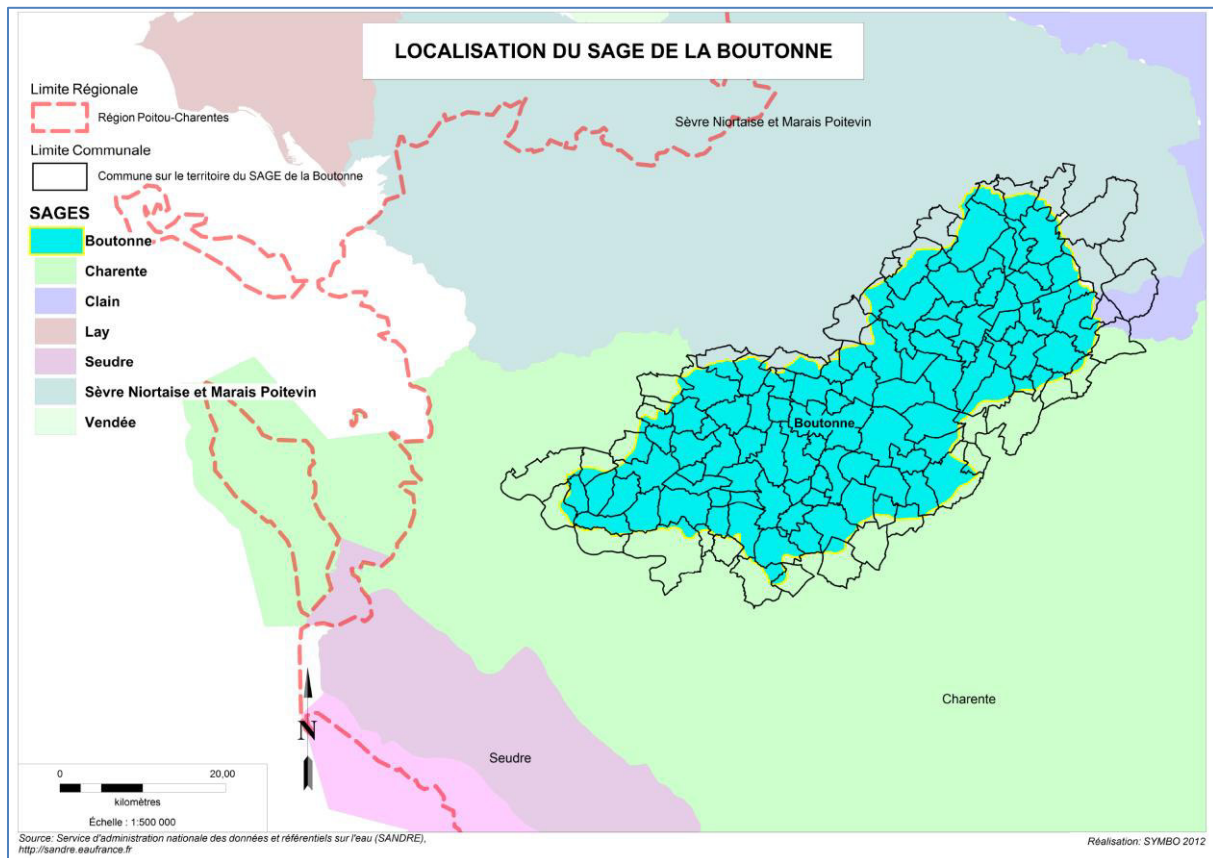 LOCALISATION DU SAGE DE LA BOUTONNE
Limite Régionale
Région Poitou-Charentes
Limite Communale
Commune sur le territoire du SAGE de la Boutonne
SAGES
Boutonne
Charente
Clain
Lay
Seudre
Sèvre Niortaise et Marais Poitevin
Vendée
Sèvre Niortaise et Marais Poitevin
Boutonne
Charente
Seudre
N
0 20,00
kilomètres
Échelle : 1:500 000
Source: Service d'administration nationale des données et référentiels sur l'eau (SANDRE),
http://sandre.eaufrance.fr
Réalisation: SYMBO 2012